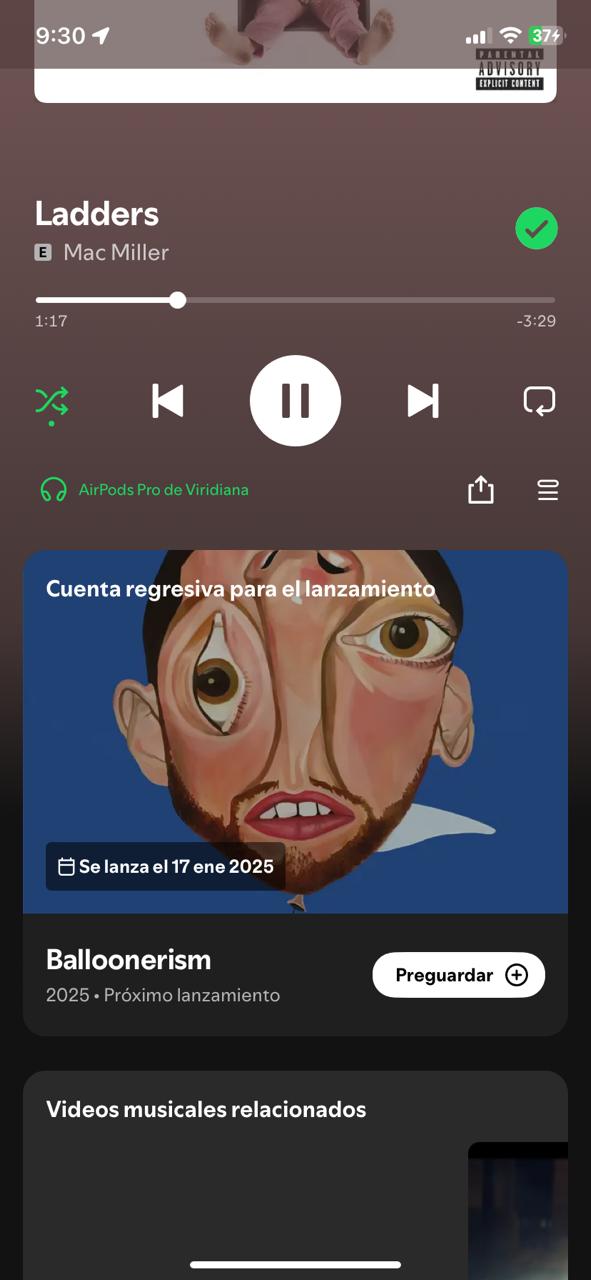 9:30
37
PARENTAL
ADVISORY
EXPLICIT CONTENT
Ladders
E Mac Miller
1:17
-3:29
AirPods Pro de Viridiana
Cuenta regresiva para el lanzamiento
Se lanza el 17 ene 2025
Balloonerism
Preguardar
2025 • Próximo lanzamiento
Videos musicales relacionados